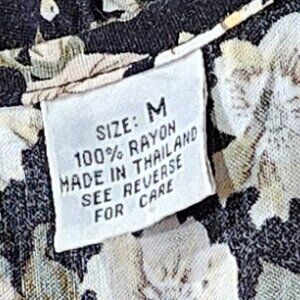 SIZE: M
100% RAYON
MADE IN THAILAND
SEE REVERSE
FOR CARE